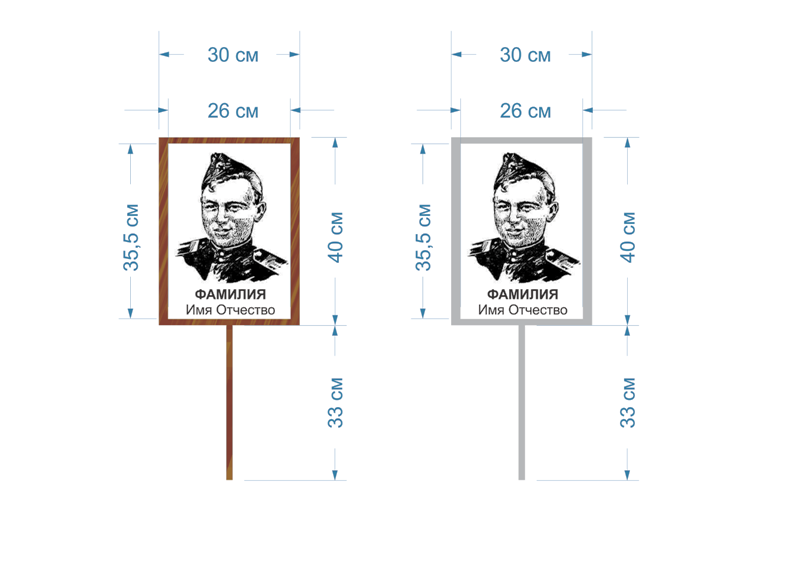 30 см
30 см
26 см
26 см
35,5 см
40 см
35,5 см
40 см
ФАМИЛИЯ
Имя Отчество
ФАМИЛИЯ
Имя Отчество
33 см
33 см